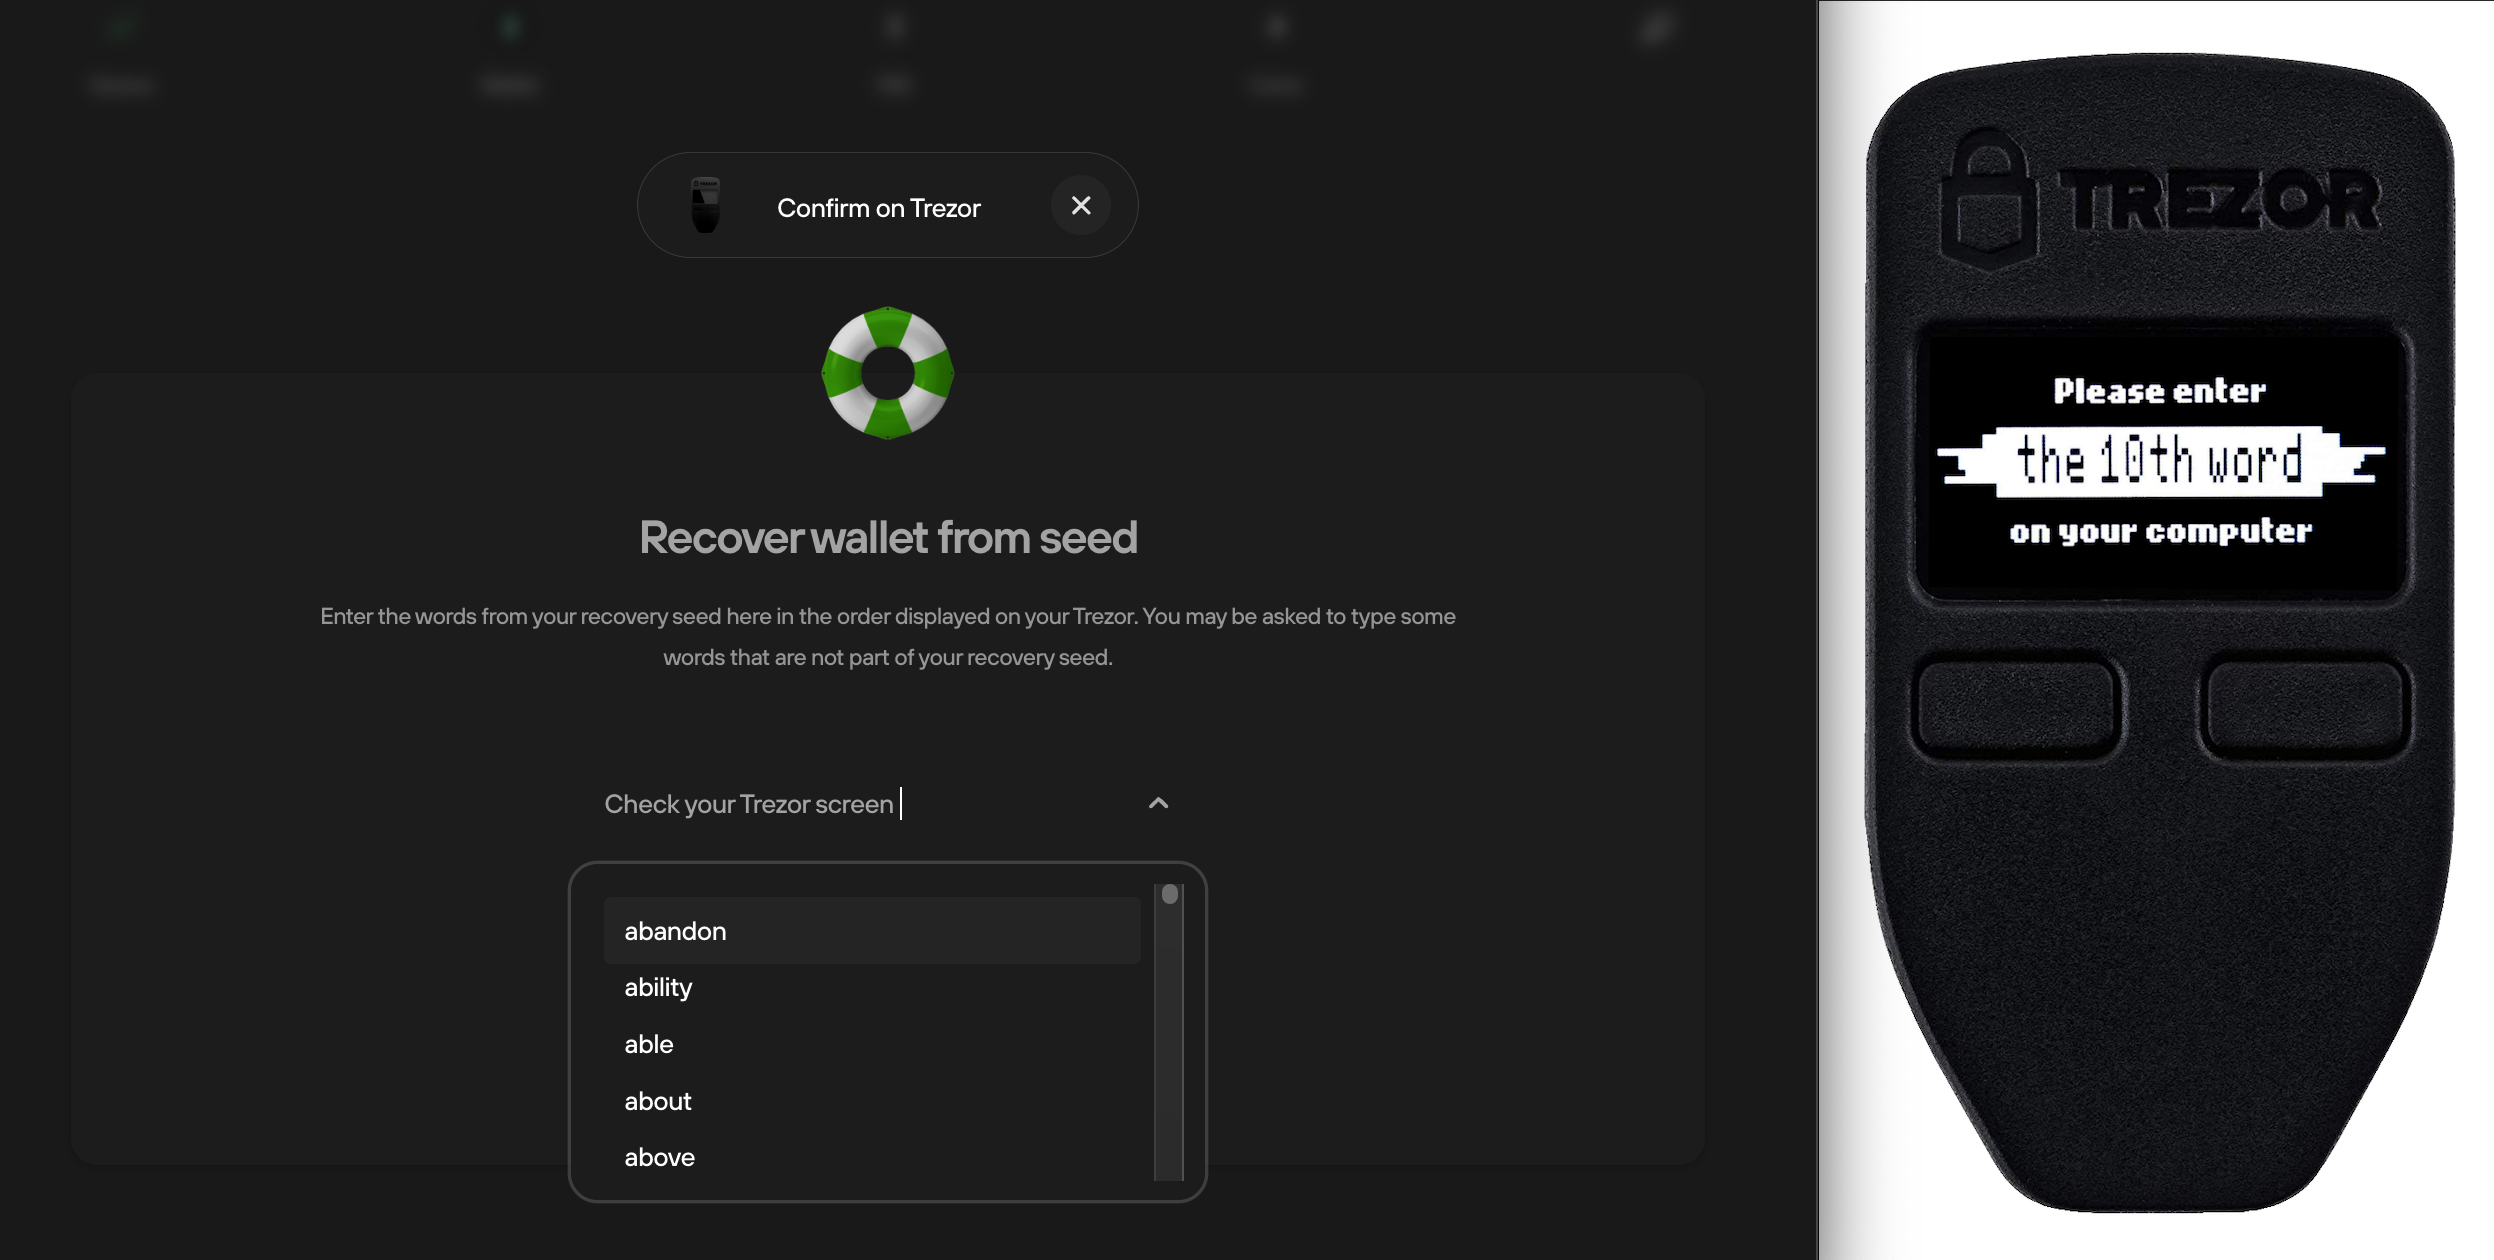 Confirm on Trezor
Recover wallet from seed
Enter the words from your recovery seed here in the order displayed on your Trezor. You may be asked to type some
words that are not part of your recovery seed.
Check your Trezor screen
abandon
ability
able
about
above
TREZOR
Please enter
the 10th word
on your computer